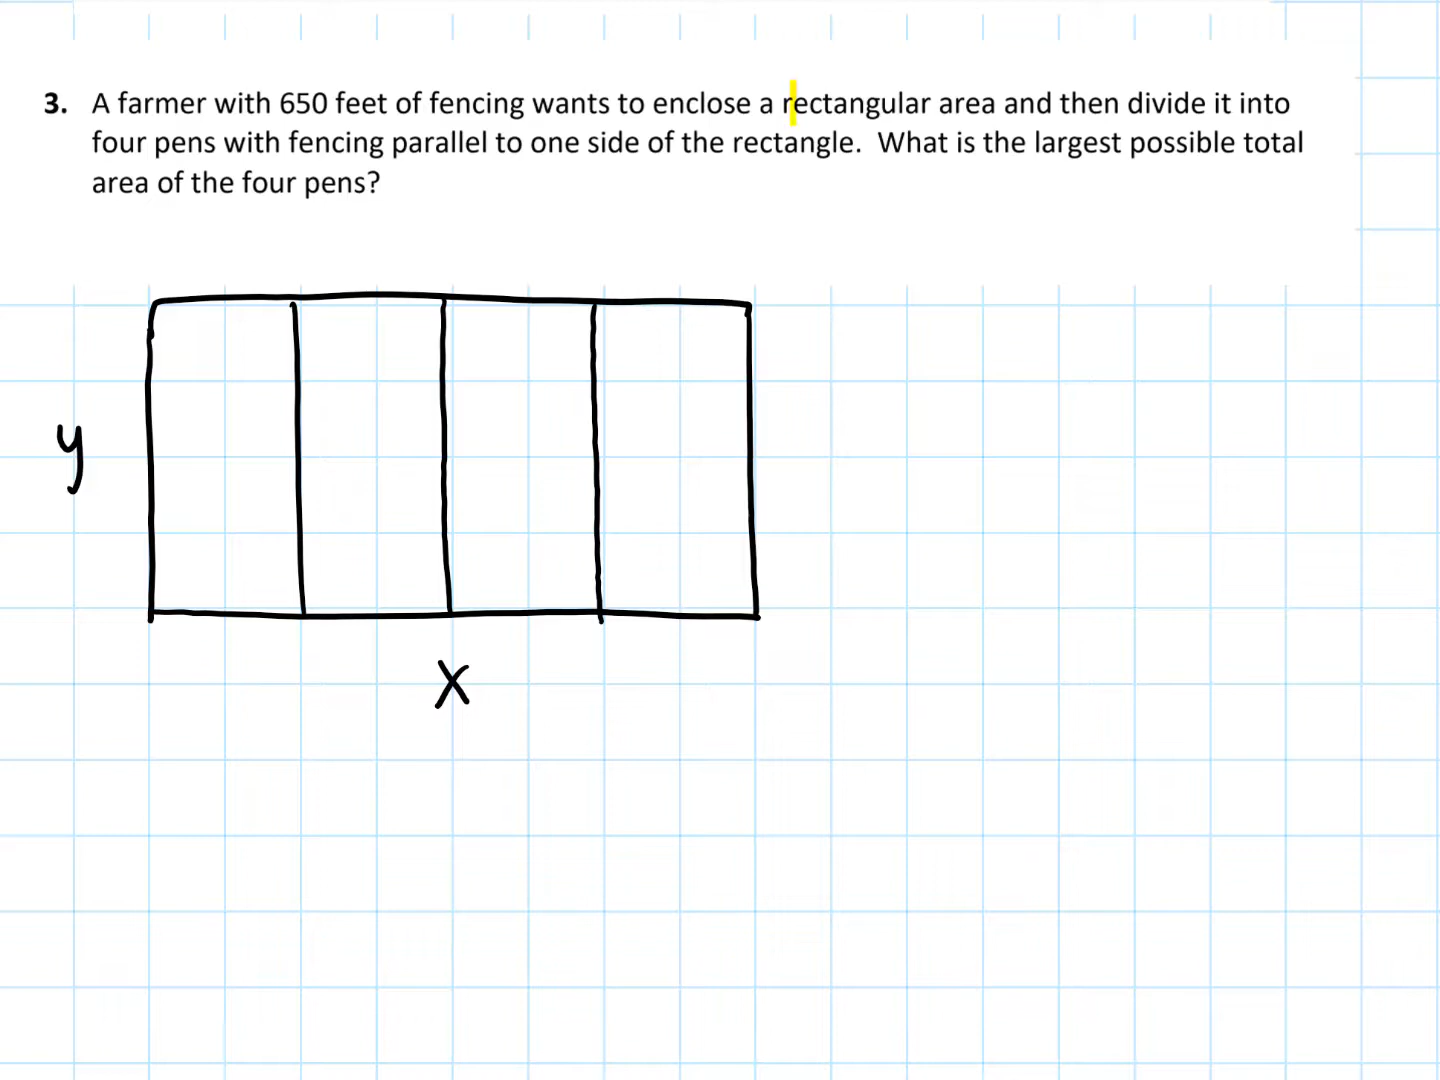 3. A farmer with 650 feet of fencing wants to enclose a rectangular area and then divide it into
four pens with fencing parallel to one side of the rectangle. What is the largest possible total
area of the four pens?
y
x